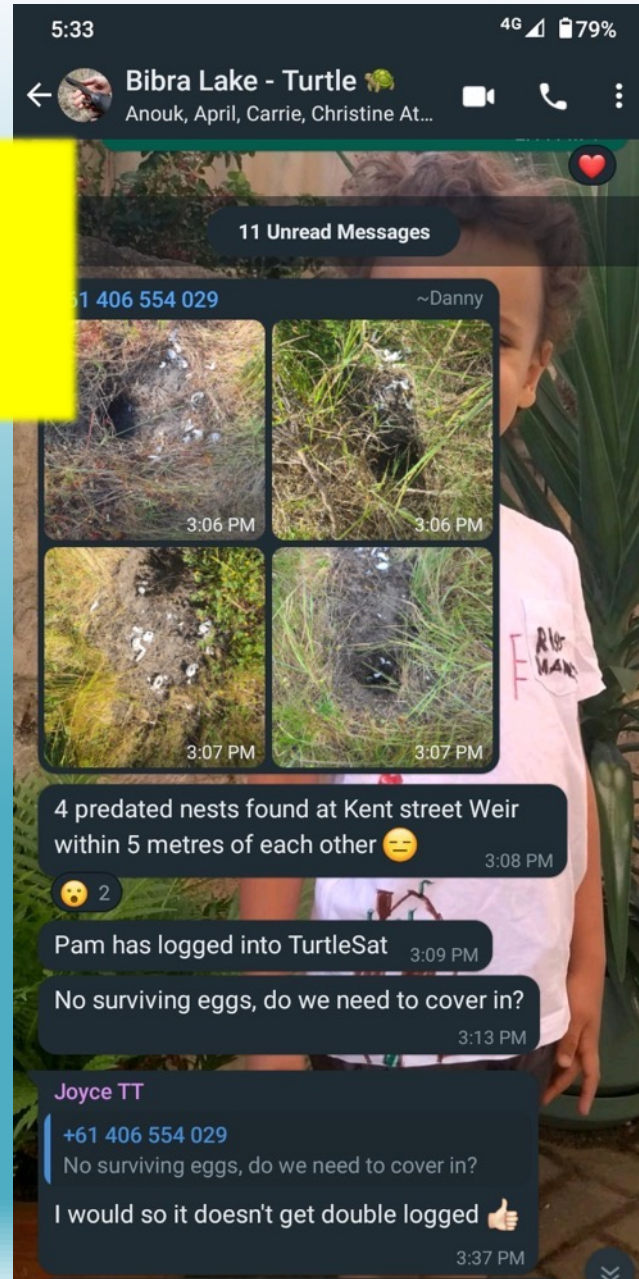 5:33 4G 79%
Bibra Lake - Turtle 🐢
Anouk, April, Carrie, Christine At...
❤️
11 Unread Messages
61 406 554 029 ~Danny
3:06 PM 3:06 PM
3:07 PM 3:07 PM
4 predated nests found at Kent street Weir
within 5 metres of each other 😑
3:08 PM
😮 2
Pam has logged into TurtleSat 3:09 PM
No surviving eggs, do we need to cover in?
3:13 PM
Joyce TT
+61 406 554 029
No surviving eggs, do we need to cover in?
I would so it doesn't get double logged 👍🏻
3:37 PM